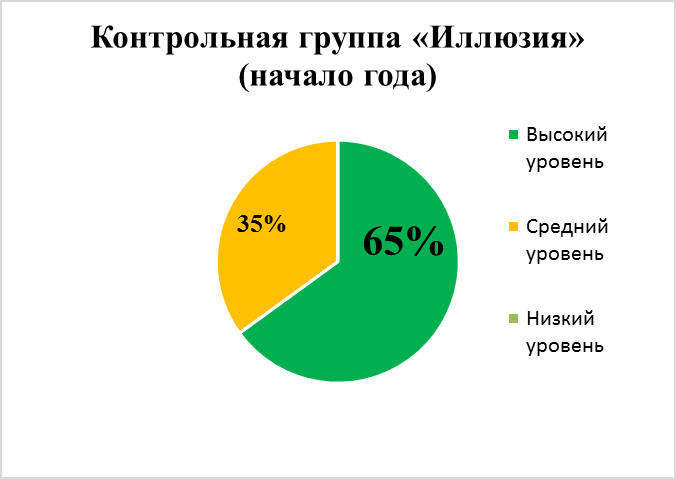 Контрольная группа «Иллюзия»
(начало года)
Высокий
уровень
35%
65%
Средний
уровень
Низкий
уровень